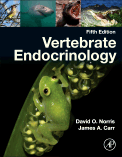 Fifth Edition
Vertebrate
Endocrinology
David O. Norris
James A. Carr